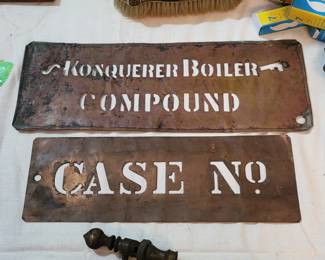 KONQUERER BOILER
COMPOUND
CASE NO